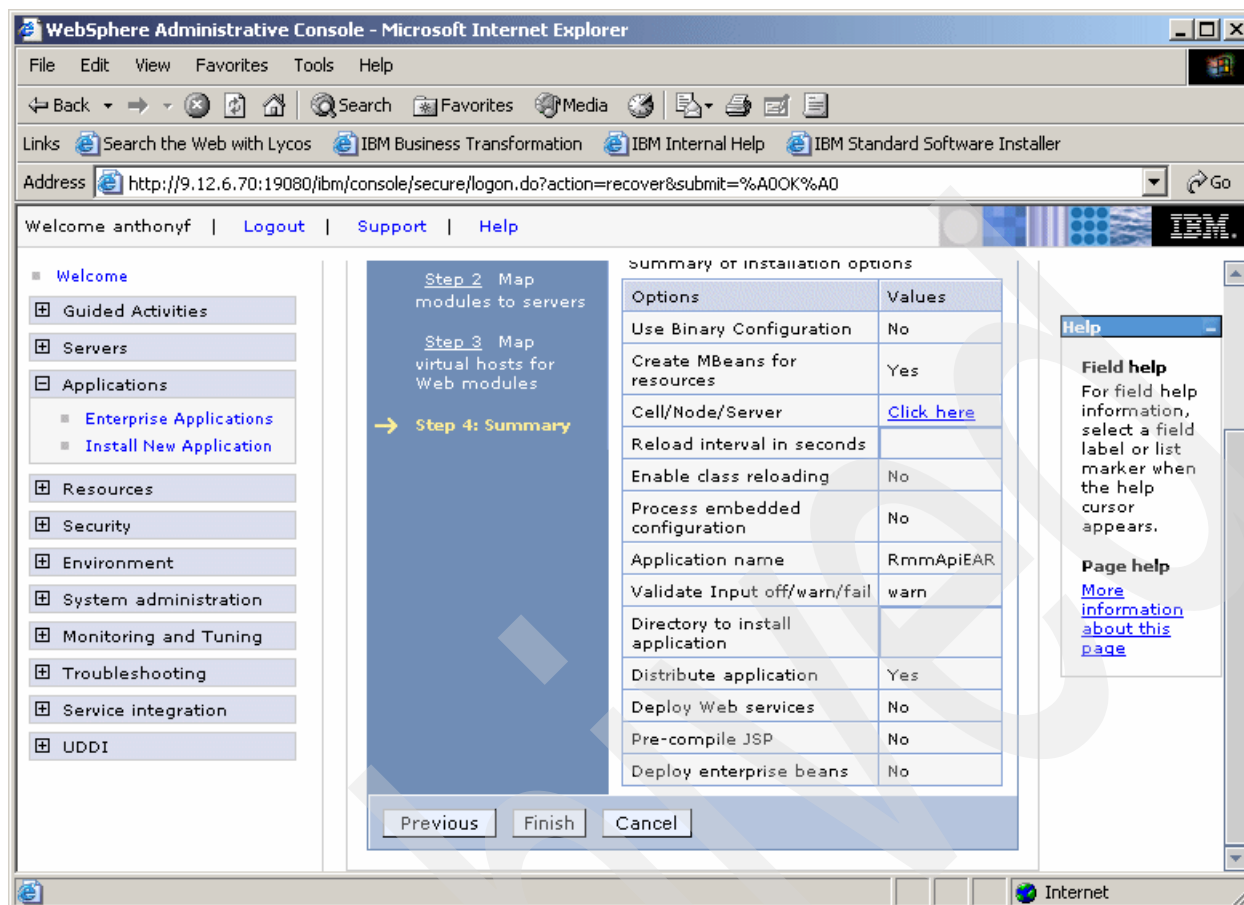 WebSphere Administrative Console - Microsoft Internet Explorer
File Edit View Favorites Tools Help
Back Search Favorites Media
Links Search the Web with Lycos IBM Business Transformation IBM Internal Help IBM Standard Software Installer
Address http://9.12.6.70:19080/ibm/console/secure/logon.do?action=recover&submit=%A0OK%A0 Go
Welcome anthonyf | Logout | Support | Help IBM.
Welcome
Guided Activities
Servers
Applications
Enterprise Applications
Install New Application
Resources
Security
Environment
System administration
Monitoring and Tuning
Troubleshooting
Service integration
UDDI
Step 2 Map
modules to servers
Step 3 Map
virtual hosts for
Web modules
Step 4: Summary
Summary of installation options
Options Values
Use Binary Configuration No
Create MBeans for
resources Yes
Cell/Node/Server Click here
Reload interval in seconds
Enable class reloading No
Process embedded
configuration No
Application name RmmApiEAR
Validate Input off/warn/fail warn
Directory to install
application
Distribute application Yes
Deploy Web services No
Pre-compile JSP No
Deploy enterprise beans No
Previous Finish Cancel
Help
Field help
For field help
information,
select a field
label or list
marker when
the help
cursor
appears.
Page help
More
information
about this
page
Internet